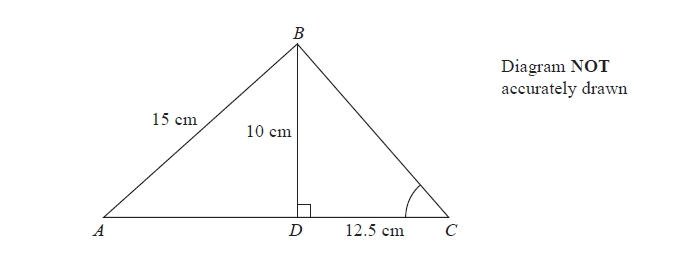 B
Diagram NOT
accurately drawn
15 cm
10 cm
A
D
12.5 cm
C